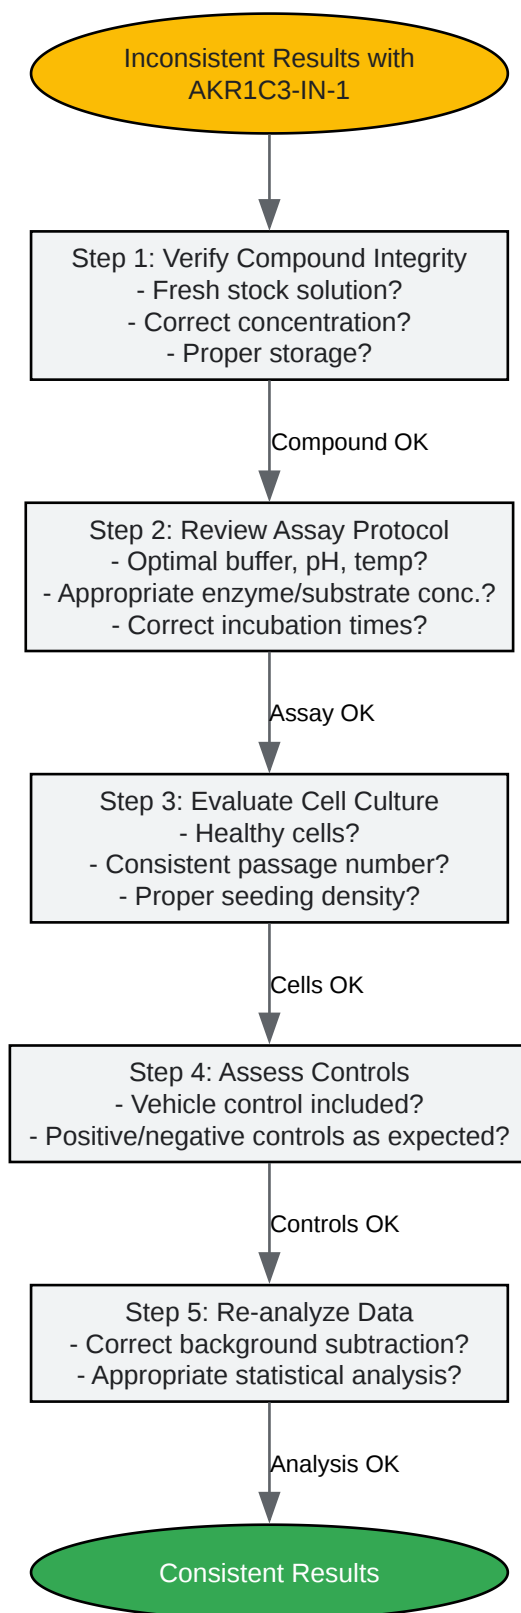 Inconsistent Results with
AKR1C3-IN-1
Step 1: Verify Compound Integrity
- Fresh stock solution?
- Correct concentration?
- Proper storage?
Compound OK
Step 2: Review Assay Protocol
- Optimal buffer, pH, temp?
- Appropriate enzyme/substrate conc.?
- Correct incubation times?
Assay OK
Step 3: Evaluate Cell Culture
- Healthy cells?
- Consistent passage number?
- Proper seeding density?
Cells OK
Step 4: Assess Controls
- Vehicle control included?
- Positive/negative controls as expected?
Controls OK
Step 5: Re-analyze Data
- Correct background subtraction?
- Appropriate statistical analysis?
Analysis OK
Consistent Results